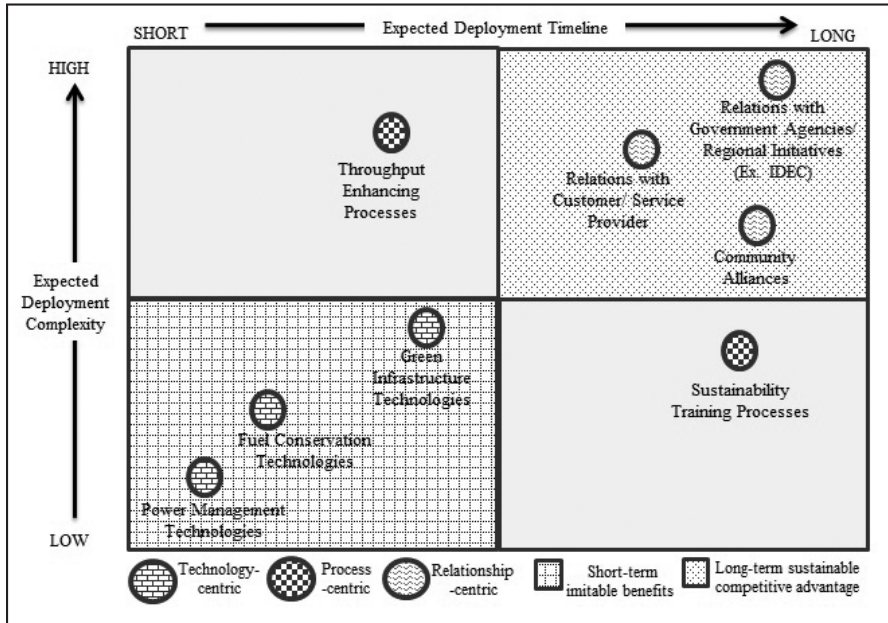 SHORT
Expected Deployment Timeline
LONG
HIGH
Expected
Deployment
Complexity
LOW
Throughput
Enhancing
Processes
Relations with
Customer/ Service
Provider
Relations with
Government Agencies/
Regional Initiatives
(Ex. IDEC)
Community
Alliances
Green
Infrastructure
Technologies
Fuel Conservation
Technologies
Power Management
Technologies
Sustainability
Training Processes
Technology-
centric
Process
-centric
Relationship
-centric
Short-term
imitable benefits
Long-term sustainable
competitive advantage